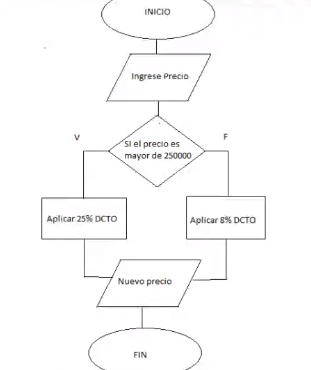 INICIO
Ingrese Precio
V
F
SI el precio es
mayor de 250000
Aplicar 25% DCTO
Aplicar 8% DCTO
Nuevo precio
FIN